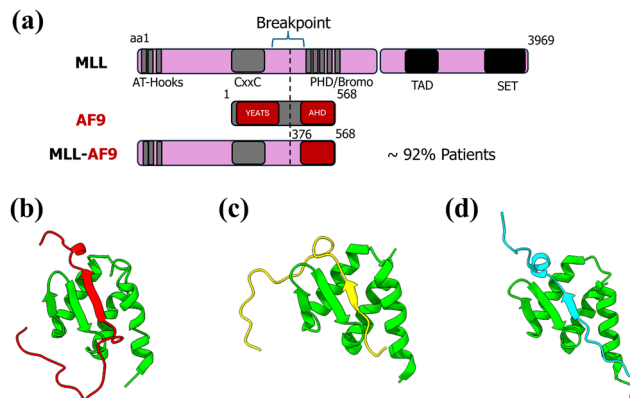 (a)
Breakpoint
aa1
3969
MLL
AT-Hooks
CxxC
PHD/Bromo
TAD
SET
1
568
AF9
YEATS
AHD
376
568
MLL-AF9
~ 92% Patients
(b)
(c)
(d)